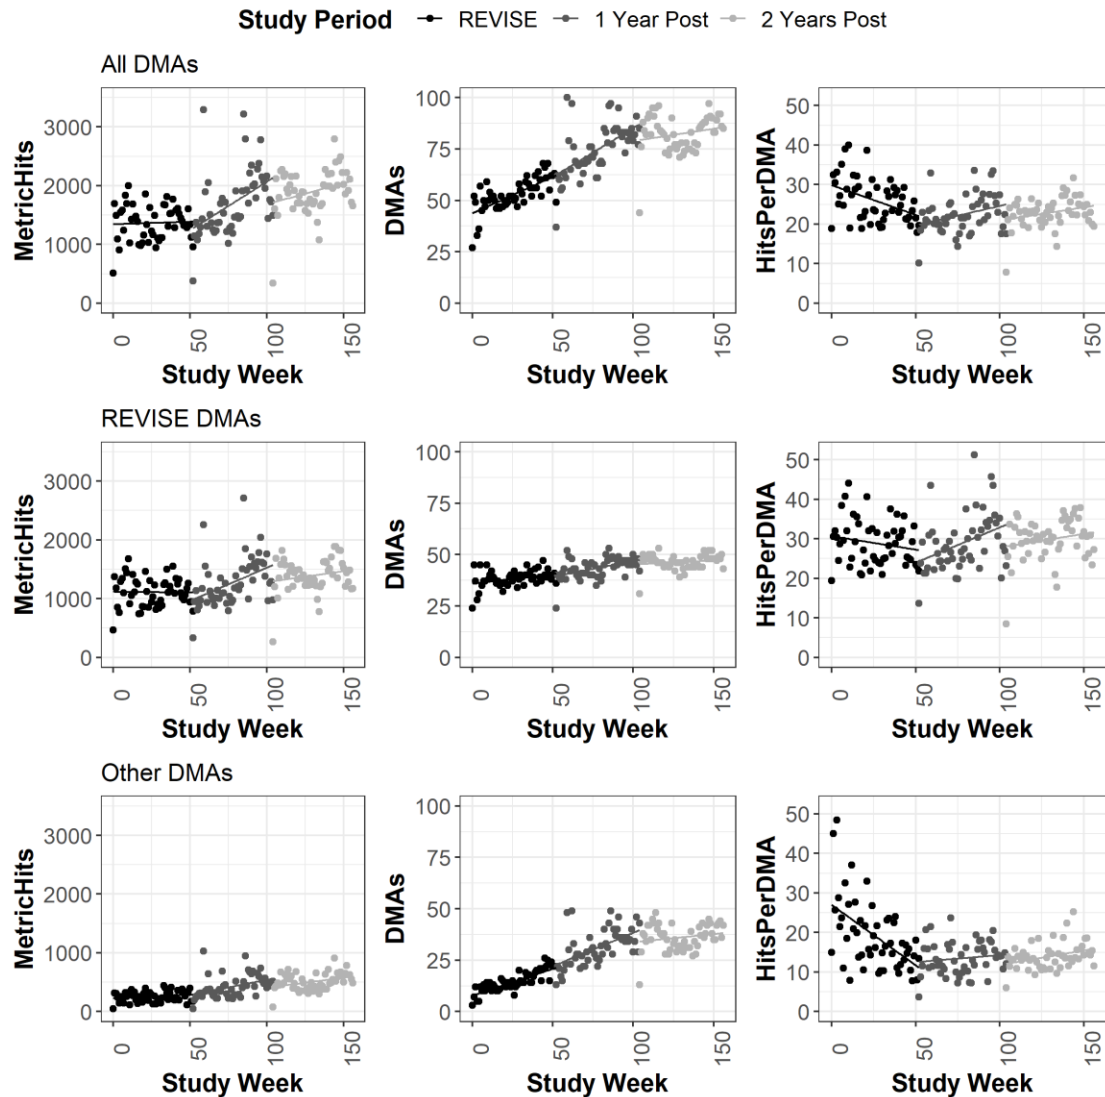 Study Period REVISE 1 Year Post 2 Years Post
All DMAs
MetricHits
3000
2000
1000
0
0 50 100 150
Study Week
DMAs
100
75
50
25
0
0 50 100 150
Study Week
HitsPerDMA
50
40
30
20
10
0
0 50 100 150
Study Week
REVISE DMAs
MetricHits
3000
2000
1000
0
0 50 100 150
Study Week
DMAs
100
75
50
25
0
0 50 100 150
Study Week
HitsPerDMA
50
40
30
20
10
0
0 50 100 150
Study Week
Other DMAs
MetricHits
3000
2000
1000
0
0 50 100 150
Study Week
DMAs
100
75
50
25
0
0 50 100 150
Study Week
HitsPerDMA
50
40
30
20
10
0
0 50 100 150
Study Week